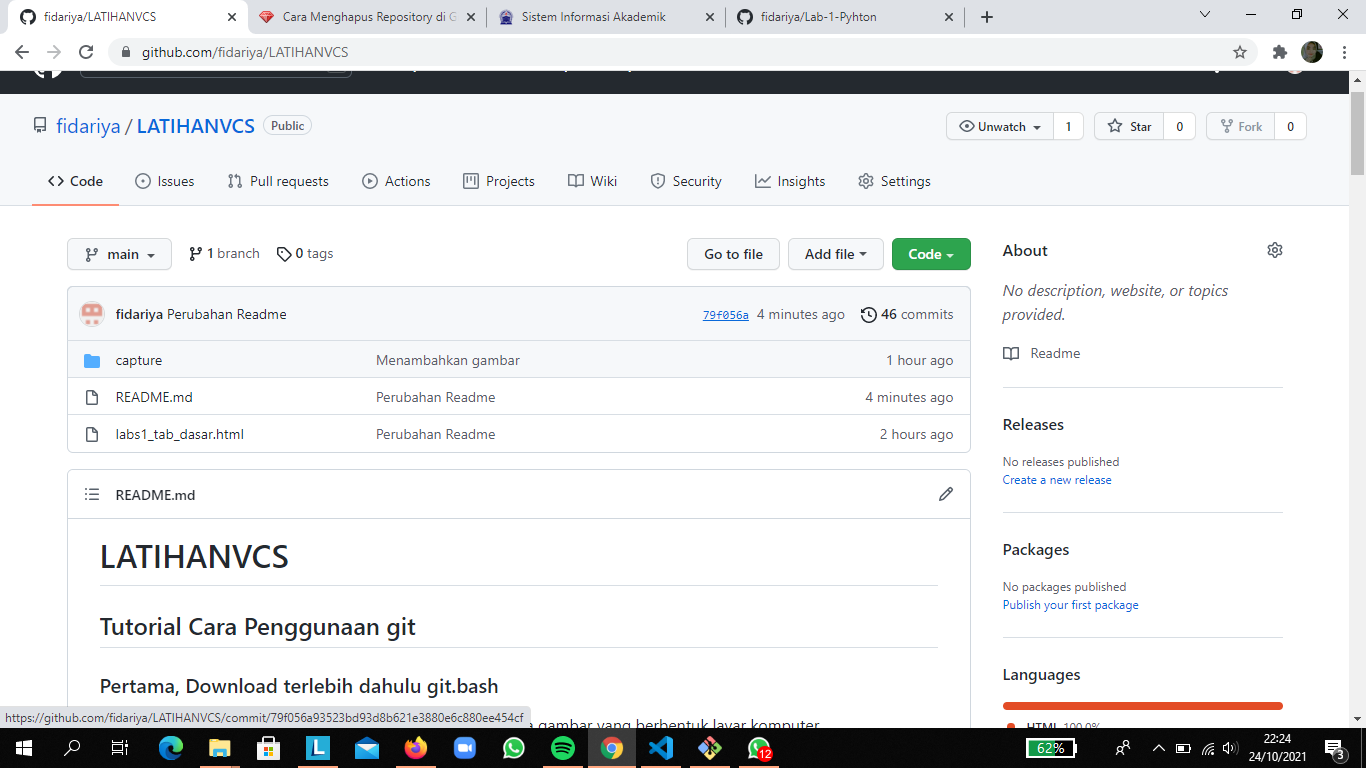 fidariya/LATIHANVCS
Cara Menghapus Repository di G
Sistem Informasi Akademik
fidariya/Lab-1-Pyhton
github.com/fidariya/LATIHANVCS
fidariya / LATIHANVCS Public
Unwatch 1 Star 0 Fork 0
Code Issues Pull requests Actions Projects Wiki Security Insights Settings
main 1 branch 0 tags Go to file Add file Code
fidariya Perubahan Readme 79f056a 4 minutes ago 46 commits
capture Menambahkan gambar 1 hour ago
README.md Perubahan Readme 4 minutes ago
labs1_tab_dasar.html Perubahan Readme 2 hours ago
README.md
LATIHANVCS
Tutorial Cara Penggunaan git
Pertama, Download terlebih dahulu git.bash
gambar yang berbentuk layar komputer
About
No description, website, or topics
provided.
Readme
Releases
No releases published
Create a new release
Packages
No packages published
Publish your first package
Languages
HTML 100.0%
https://github.com/fidariya/LATIHANVCS/commit/79f056a93523bd93d8b621e3880e6c880ee454cf
L
12
62%
22:24
24/10/2021
3